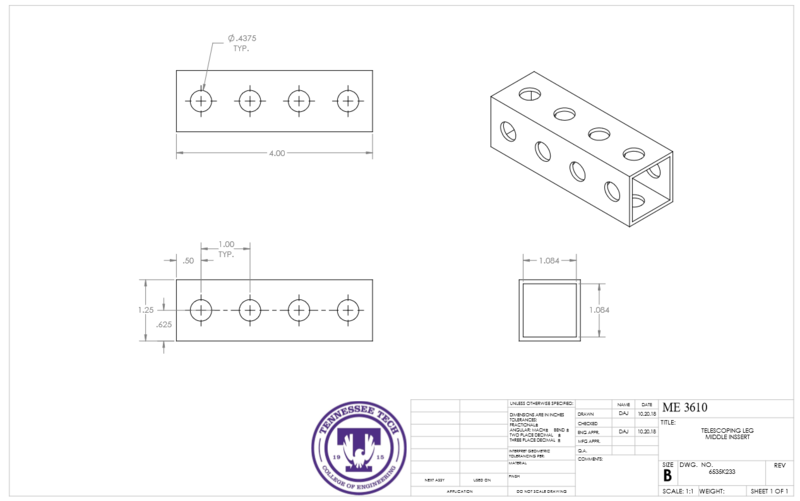 Ø.4375
TYP.
4.00
1.00
TYP.
.50
1.25
.625
1.084
1.084
TENNESSEE TECH
1915
COLLEGE OF ENGINEERING
UNLESS OTHERWISE SPECIFIED:
DIMENSIONS ARE IN INCHES
TOLERANCES:
FRACTIONAL±
ANGULAR: MACH± BEND ±
TWO PLACE DECIMAL ±
THREE PLACE DECIMAL ±
INTERPRET GEOMETRIC
TOLERANCING PER:
MATERIAL
FINISH
NEXT ASSY
USED ON
APPLICATION
DO NOT SCALE DRAWING
NAME
DATE
DRAWN
DAJ
10.20.18
CHECKED
ENG APPR.
DAJ
10.20.18
MFG APPR.
Q.A.
COMMENTS:
ME 3610
TITLE:
TELESCOPING LEG
MIDDLE INSSERT
SIZE
B
DWG. NO.
6535K233
REV
SCALE: 1:1
WEIGHT:
SHEET 1 OF 1